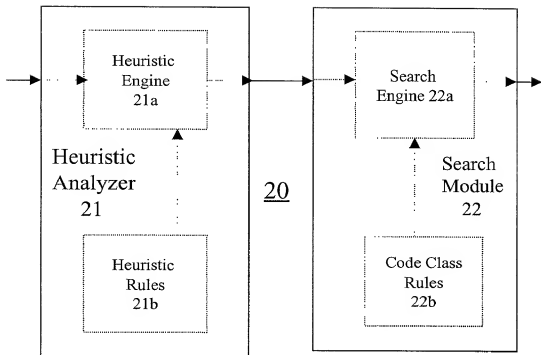 Heuristic
Engine
21a
Heuristic
Analyzer
21
Heuristic
Rules
21b
20
Search
Engine 22a
Search
Module
22
Code Class
Rules
22b